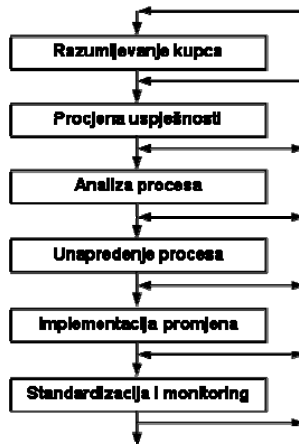 Razumijevanje kupca
Procjena uspješnosti
Analiza procesa
Unapređenje procesa
Implementacija promjena
Standardizacija i monitoring